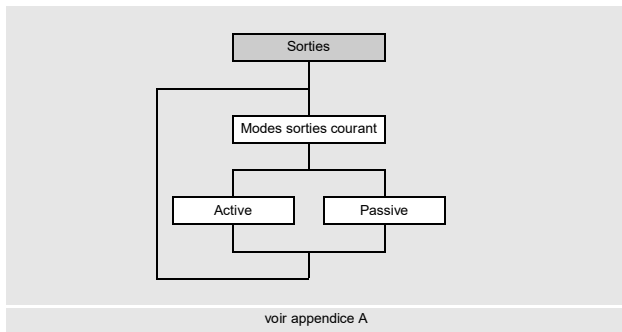 Sorties
Modes sorties courant
Active
Passive
voir appendice A